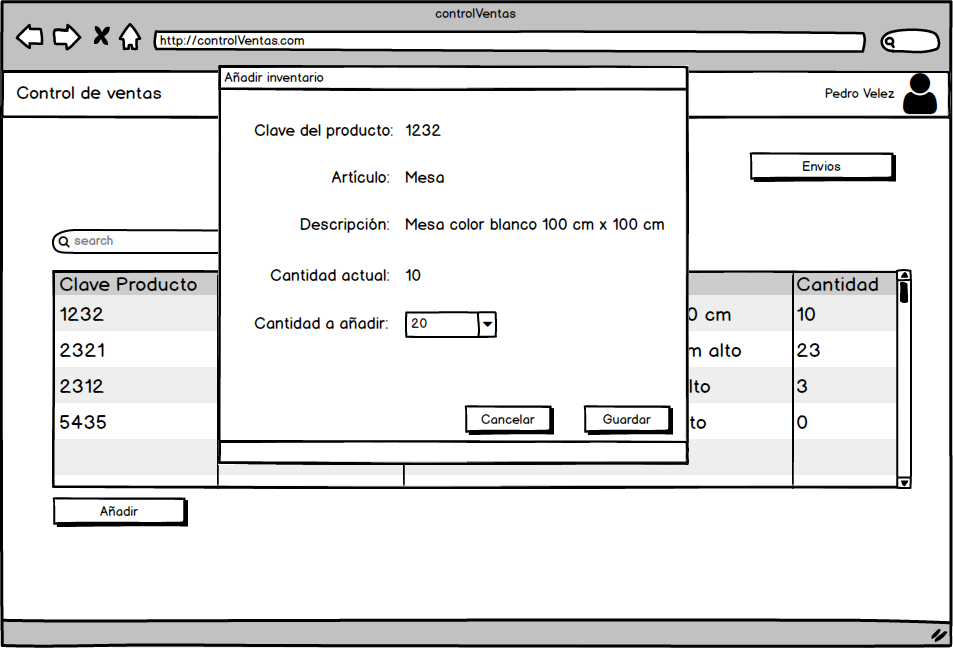 controlVentas
http://controlVentas.com
Añadir inventario
Control de ventas
Pedro Velez
Clave del producto: 1232
Envios
Artículo: Mesa
Descripción: Mesa color blanco 100 cm x 100 cm
search
Cantidad actual: 10
Clave Producto Cantidad
1232 0 cm 10
Cantidad a añadir: 20
2321 m alto 23
2312 lto 3
5435 to 0
Cancelar Guardar
Añadir